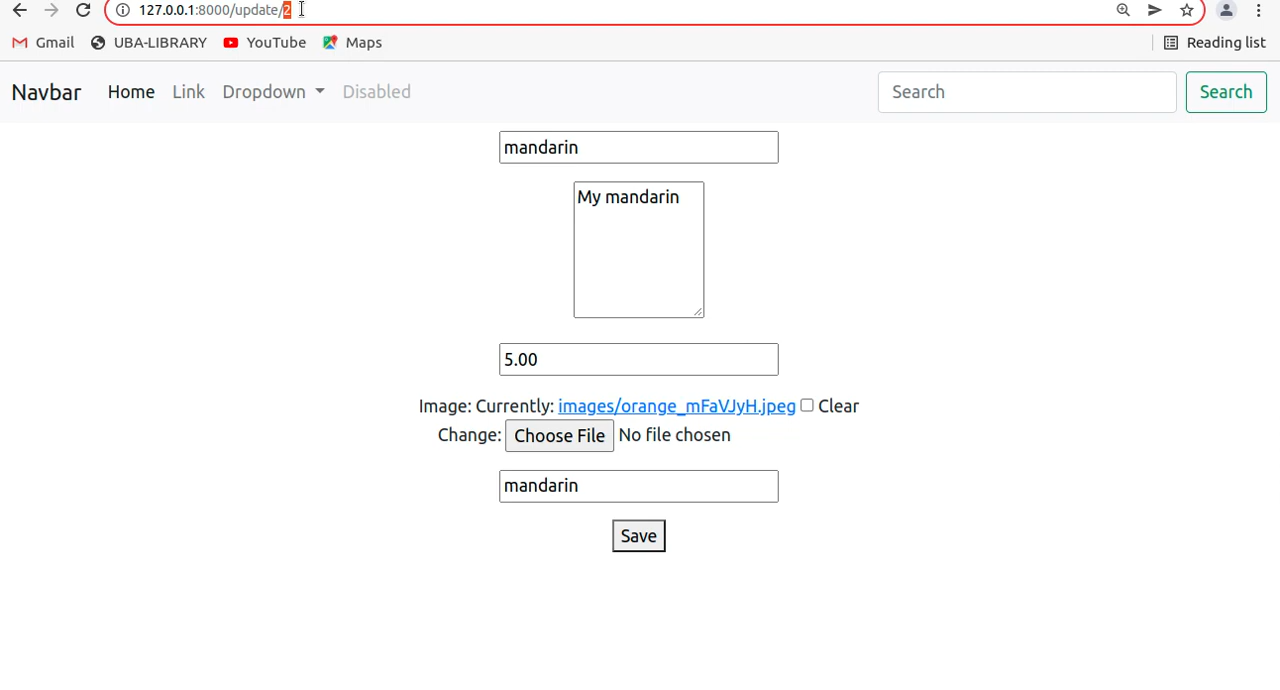 127.0.0.1:8000/update/2
Gmail UBA-LIBRARY YouTube Maps Reading list
Navbar Home Link Dropdown Disabled Search Search
mandarin
My mandarin
5.00
Image: Currently: images/orange_mFaVJyH.jpeg Clear
Change: Choose File No file chosen
mandarin
Save